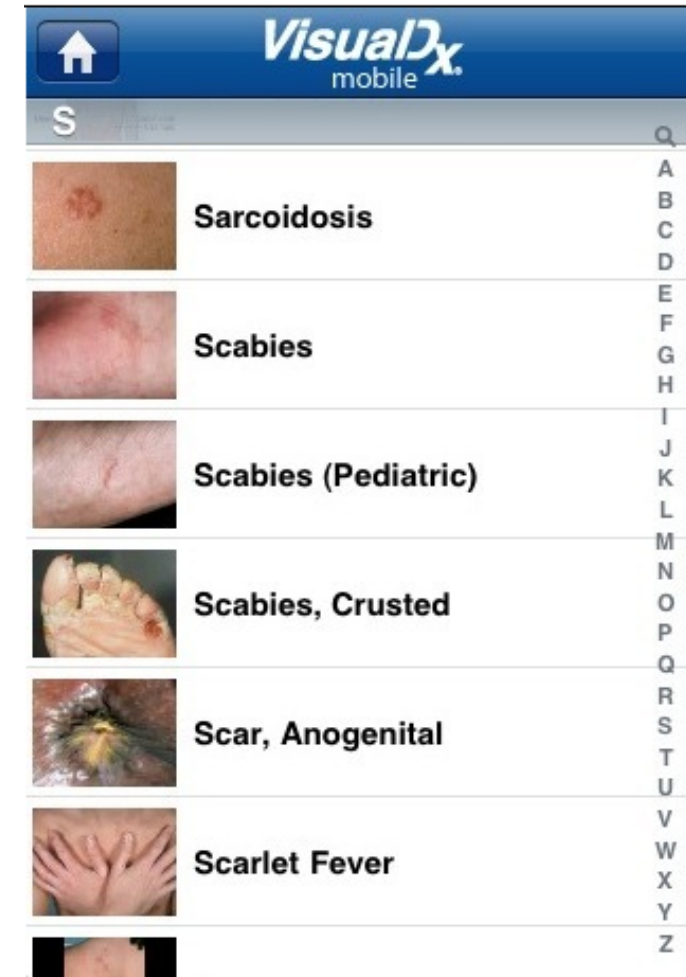 VisualDx
mobile
S
Sarcoidosis
Scabies
Scabies (Pediatric)
Scabies, Crusted
Scar, Anogenital
Scarlet Fever
A
B
C
D
E
F
G
H
I
J
K
L
M
N
O
P
Q
R
S
T
U
V
W
X
Y
Z